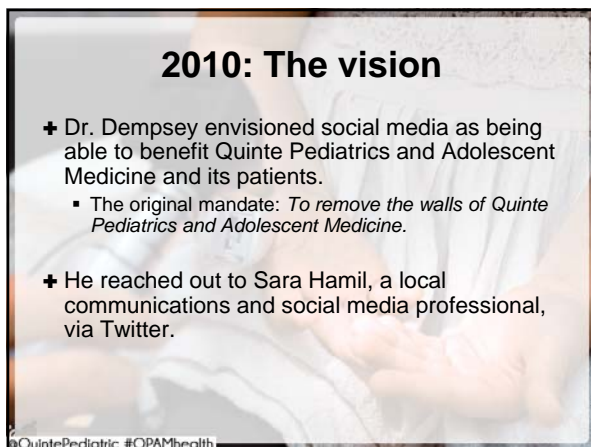 2010: The vision
✚ Dr. Dempsey envisioned social media as being
able to benefit Quinte Pediatrics and Adolescent
Medicine and its patients.
▪ The original mandate: To remove the walls of Quinte
Pediatrics and Adolescent Medicine.
✚ He reached out to Sara Hamil, a local
communications and social media professional,
via Twitter.
@QuintePediatric #QPAMhealth